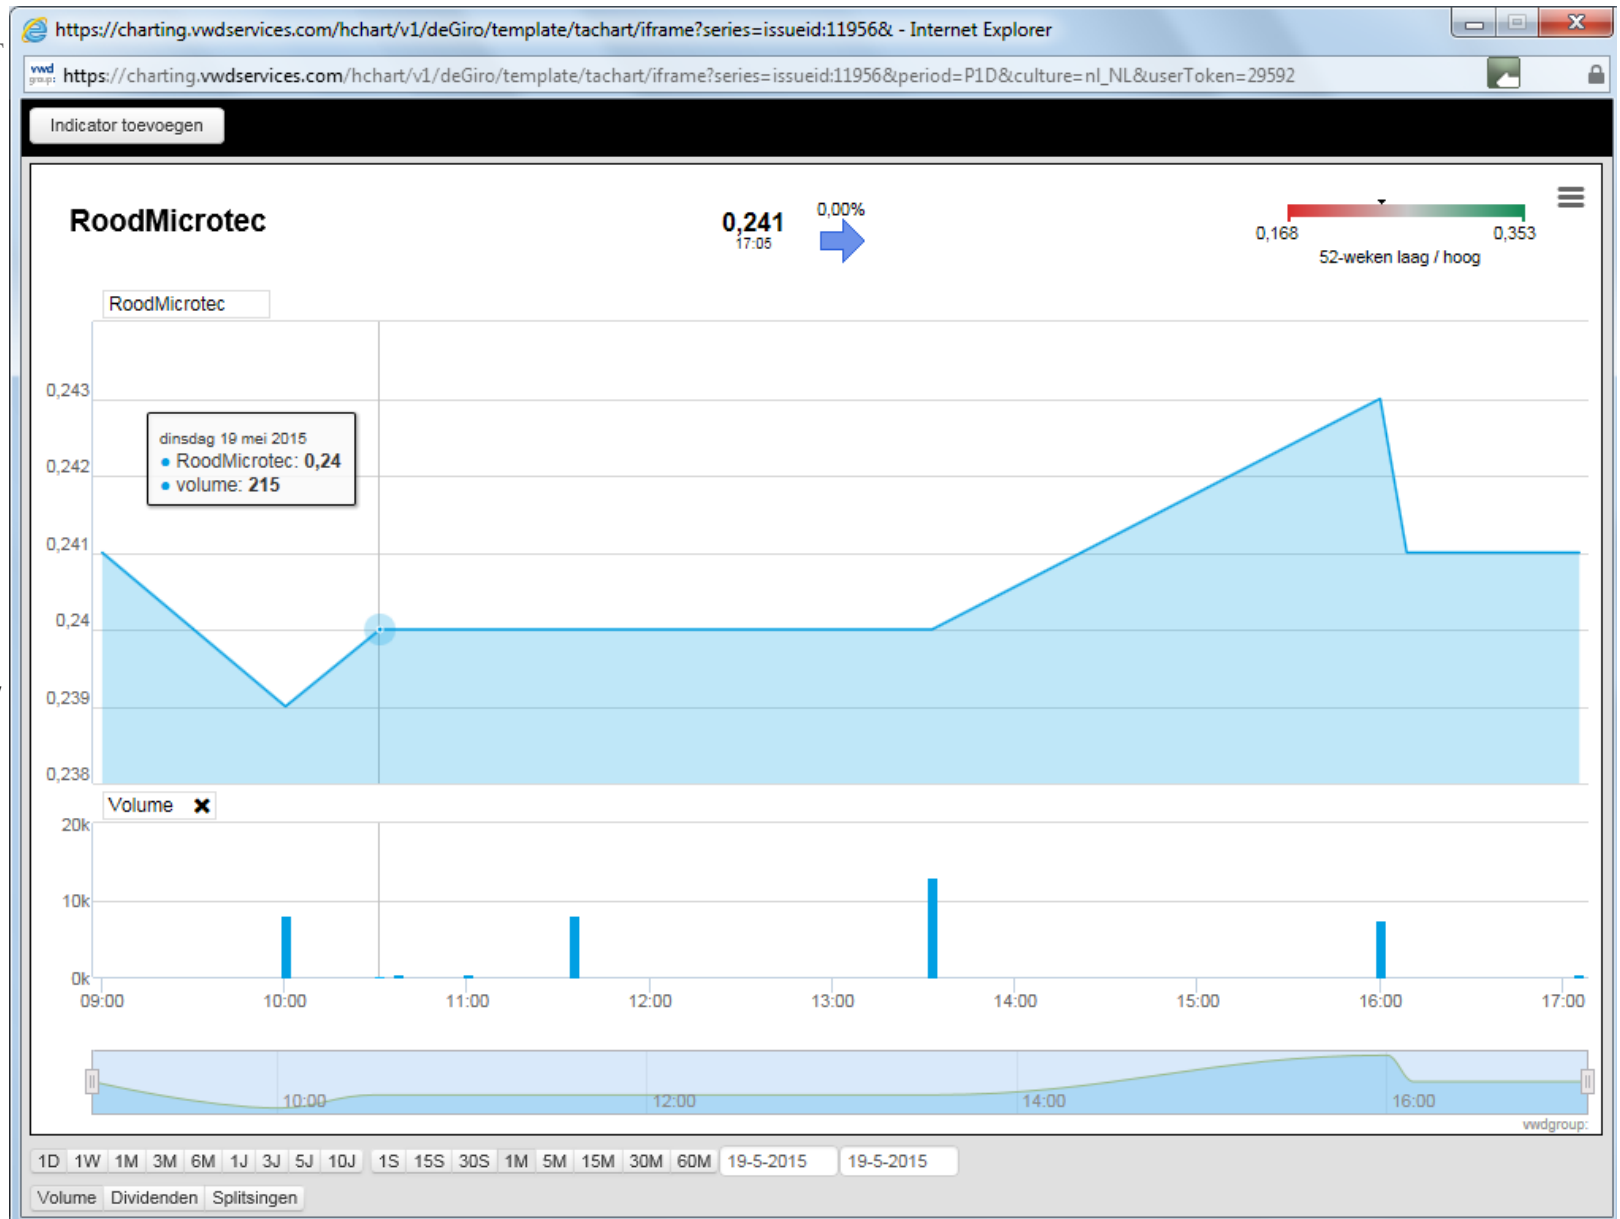 https://charting.vwdservices.com/hchart/v1/deGiro/template/tachart/iframe?series=issueid:11956& - Internet Explorer
vwd group: https://charting.vwdservices.com/hchart/v1/deGiro/template/tachart/iframe?series=issueid:11956&period=P1D&culture=nl_NL&userToken=29592
Indicator toevoegen
RoodMicrotec
0,241
17:05
0,00%
0,168 0,353
52-weken laag / hoog
RoodMicrotec
0,243
dinsdag 19 mei 2015
RoodMicrotec: 0,24
0,242
volume: 215
0,241
0,24
0,239
0,238
Volume
20k
10k
0k
09:00 10:00 11:00 12:00 13:00 14:00 15:00 16:00 17:00
10:00 12:00 14:00 16:00
vwdgroup:
1D 1W 1M 3M 6M 1J 3J 5J 10J 1S 15S 30S 1M 5M 15M 30M 60M 19-5-2015 19-5-2015
Volume Dividenden Splitsingen